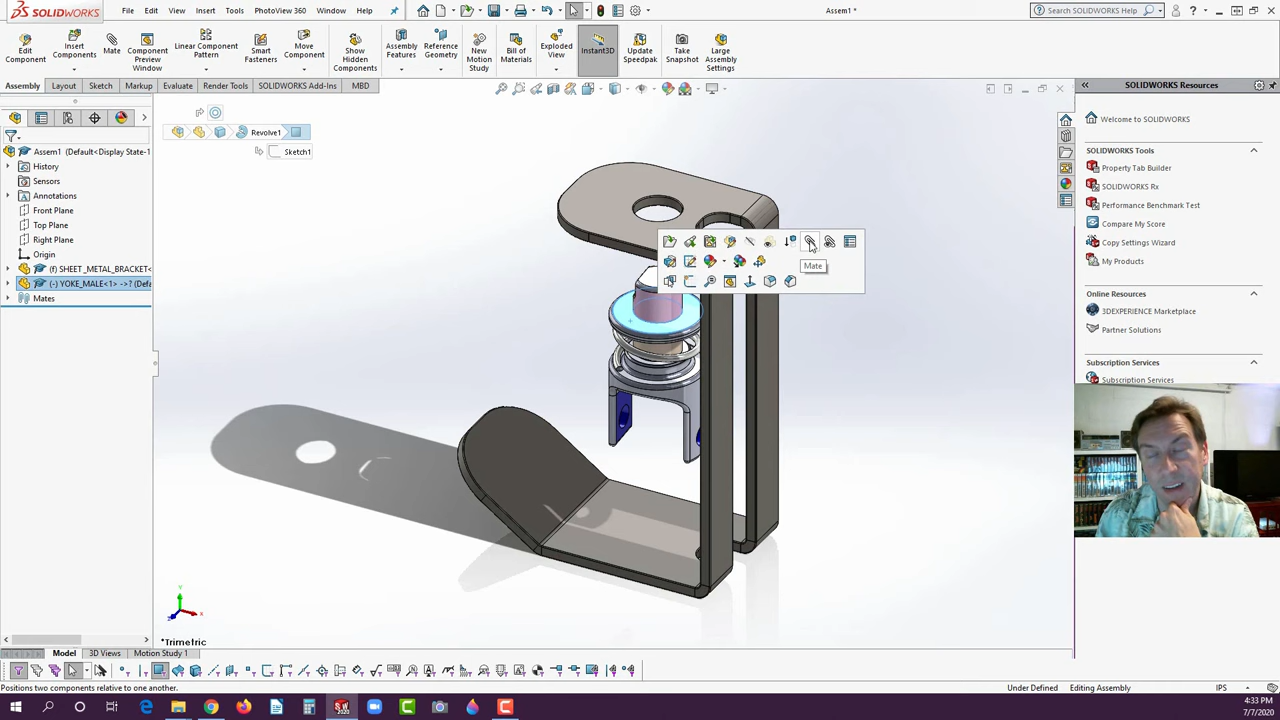 SOLIDWORKS File Edit View Insert Tools PhotoView 360 Window Assem1 * Search SOLIDWORKS Help
Edit Component
Insert Components
Mate
Component Preview Window
Linear Component Pattern
Smart Fasteners
Move Component
Show Hidden Components
Assembly Features
Reference Geometry
New Motion Study
Bill of Materials
Exploded View
Instant3D
Update Speedpak
Take Snapshot
Large Assembly Settings
Assembly Layout Sketch Markup Evaluate Render Tools SOLIDWORKS Add-Ins MBD
Revolve1
Sketch1
Assem1 (Default<Display State-1
History
Sensors
Annotations
Front Plane
Top Plane
Right Plane
Origin
(f) SHEET_METAL_BRACKET<
(-) YOKE_MALE<1> ->? (Defa
Mates
Mate
SOLIDWORKS Resources
Welcome to SOLIDWORKS
SOLIDWORKS Tools
Property Tab Builder
SOLIDWORKS Rx
Performance Benchmark Test
Compare My Score
Copy Settings Wizard
My Products
Online Resources
3DEXPERIENCE Marketplace
Partner Solutions
Subscription Services
Subscription Services
Y
X
Z
*Trimetric
Model 3D Views Motion Study 1
Positions two components relative to one another. Under Defined Editing Assembly IPS
4:33 PM
7/7/2020